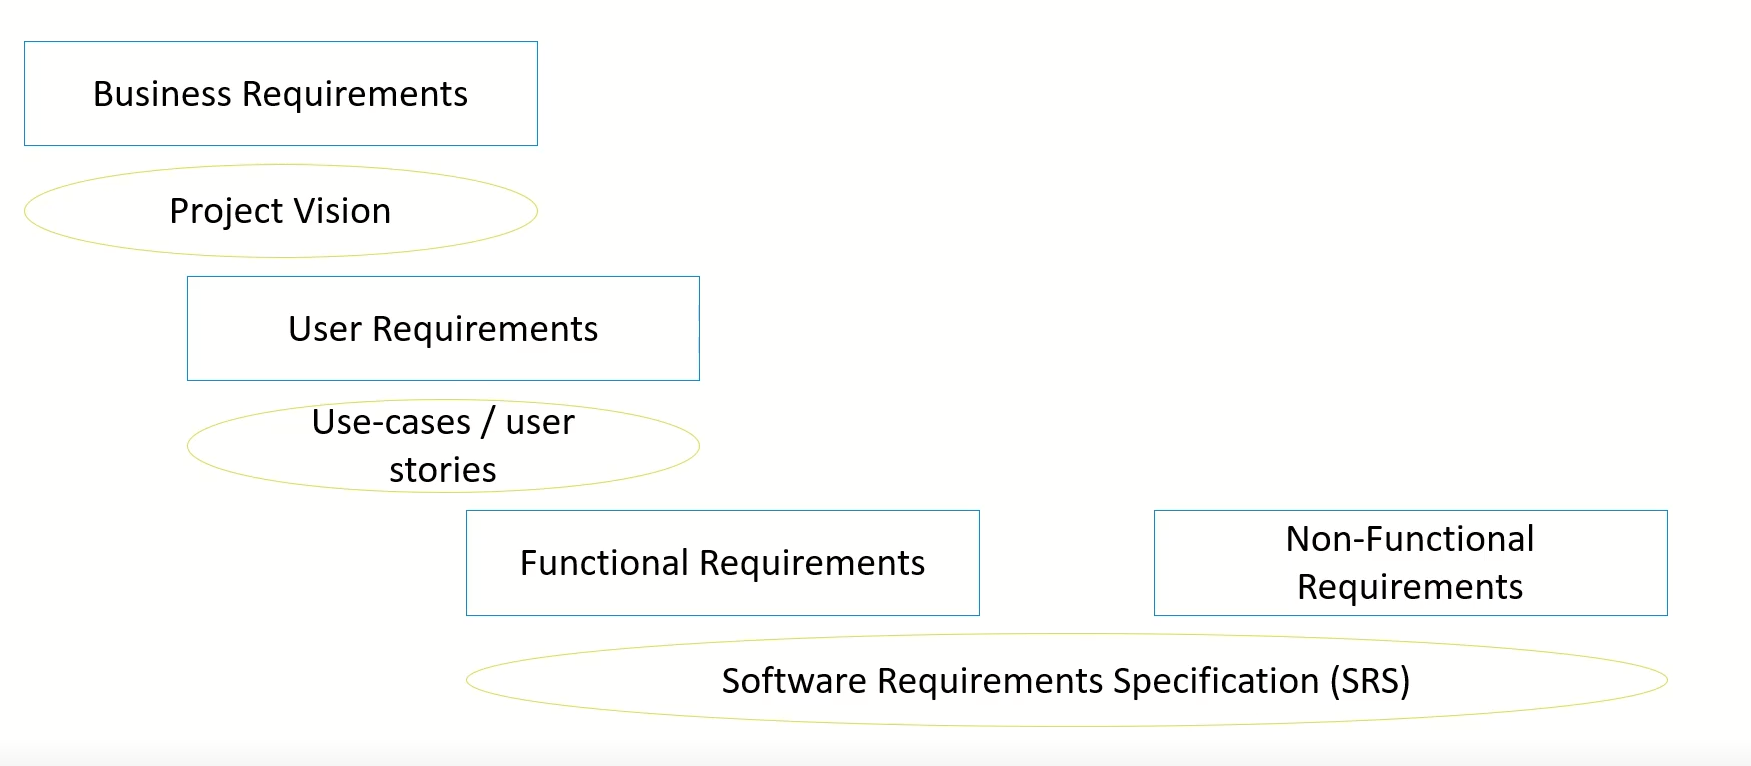 Business Requirements
Project Vision
User Requirements
Use-cases / user
stories
Functional Requirements
Non-Functional
Requirements
Software Requirements Specification (SRS)